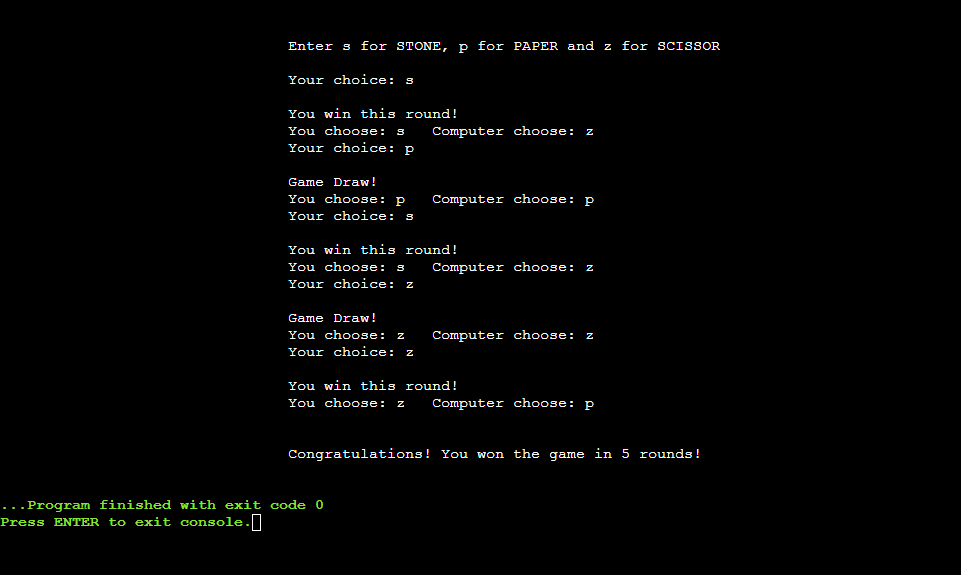 Enter s for STONE, p for PAPER and z for SCISSOR
Your choice: s
You win this round!
You choose: s   Computer choose: z
Your choice: p
Game Draw!
You choose: p   Computer choose: p
Your choice: s
You win this round!
You choose: s   Computer choose: z
Your choice: z
Game Draw!
You choose: z   Computer choose: z
Your choice: z
You win this round!
You choose: z   Computer choose: p
Congratulations! You won the game in 5 rounds!
...Program finished with exit code 0
Press ENTER to exit console.